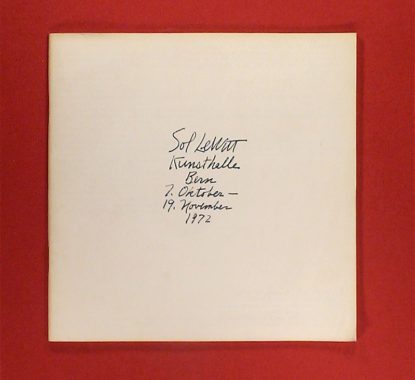 Sol LeWitt
Kunsthalle
Bern
7. Oktober —
19. November
1972